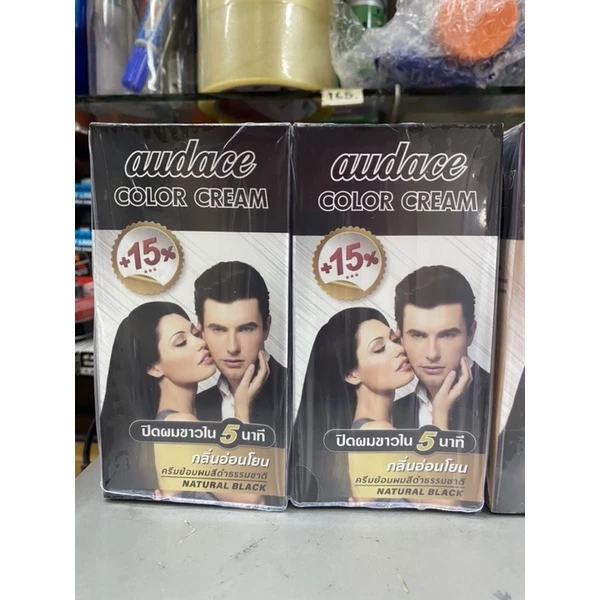 165.-
audace
COLOR CREAM
+15%
ปิดผมขาวใน 5 นาที
กลิ่นอ่อนโยน
ครีมย้อมผมสีดำธรรมชาติ
NATURAL BLACK
audace
COLOR CREAM
+15%
ปิดผมขาวใน 5 นาที
กลิ่นอ่อนโยน
ครีมย้อมผมสีดำธรรมชาติ
NATURAL BLACK